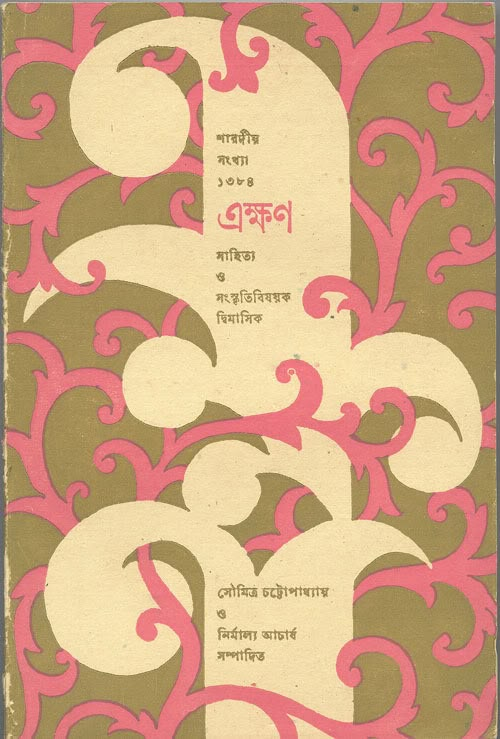 শারদীয়
সংখ্যা
১৩৮৪
এক্ষণ
সাহিত্য
ও
সংস্কৃতিবিষয়ক
দ্বিমাসিক
সৌমিত্র চট্টোপাধ্যায়
ও
নির্মাল্য আচার্য
সম্পাদিত